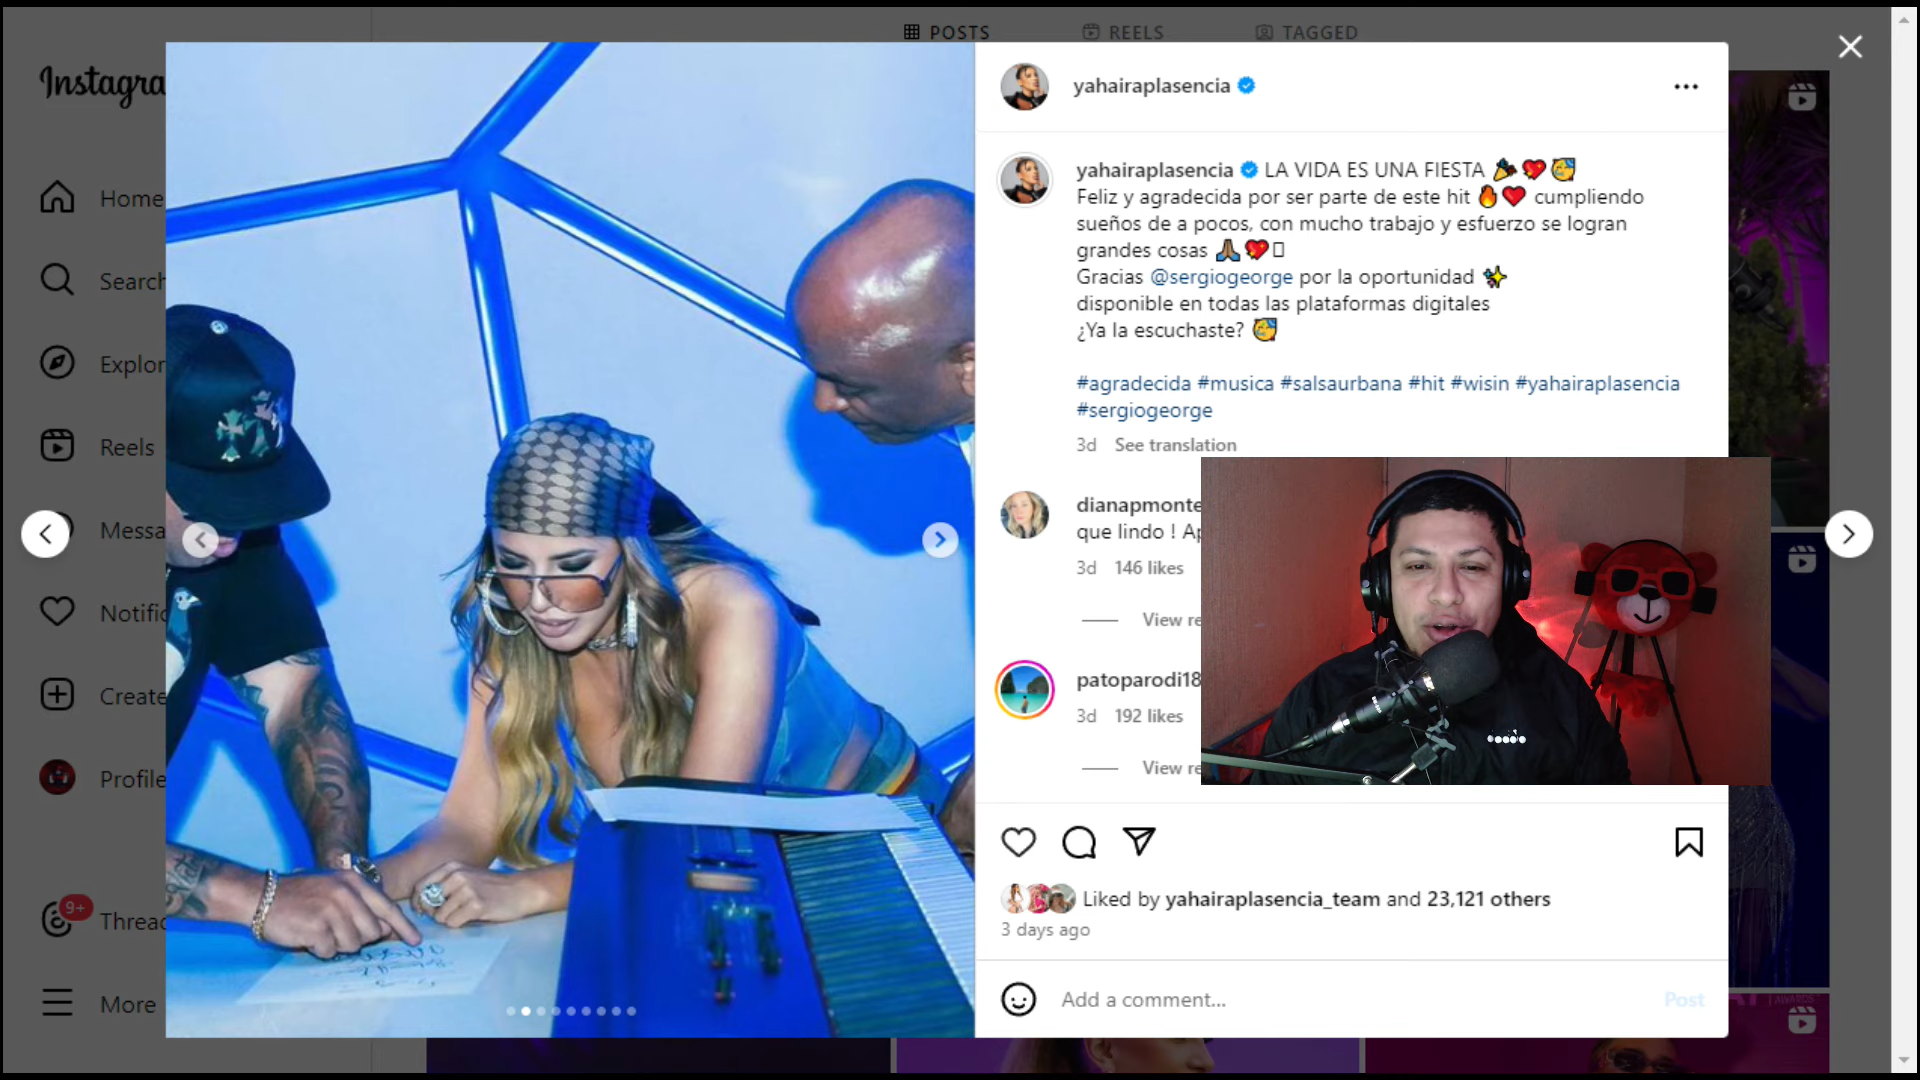 POSTS
REELS
TAGGED
Instagra
Home
Search
Explor
Reels
Messa
Notific
Create
Profile
9+
Thread
More
yahairaplasencia
yahairaplasencia LA VIDA ES UNA FIESTA 🎉💖🥳
Feliz y agradecida por ser parte de este hit 🔥❤️ cumpliendo
sueños de a pocos, con mucho trabajo y esfuerzo se logran
grandes cosas 🙏🏽💖
Gracias @sergiogeorge por la oportunidad ✨
disponible en todas las plataformas digitales
¿Ya la escuchaste? 🥳
#agradecida #musica #salsaurbana #hit #wisin #yahairaplasencia
#sergiogeorge
3d See translation
dianapmonte
que lindo ! Ap
3d 146 likes
View re
patoparodi18
3d 192 likes
View re
Liked by yahairaplasencia_team and 23,121 others
3 days ago
Add a comment...
Post
AWARDS